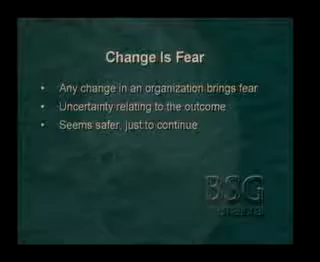 Change Is Fear
• Any change in an organization brings fear
• Uncertainty relating to the outcome
• Seems safer, just to continue
BSG